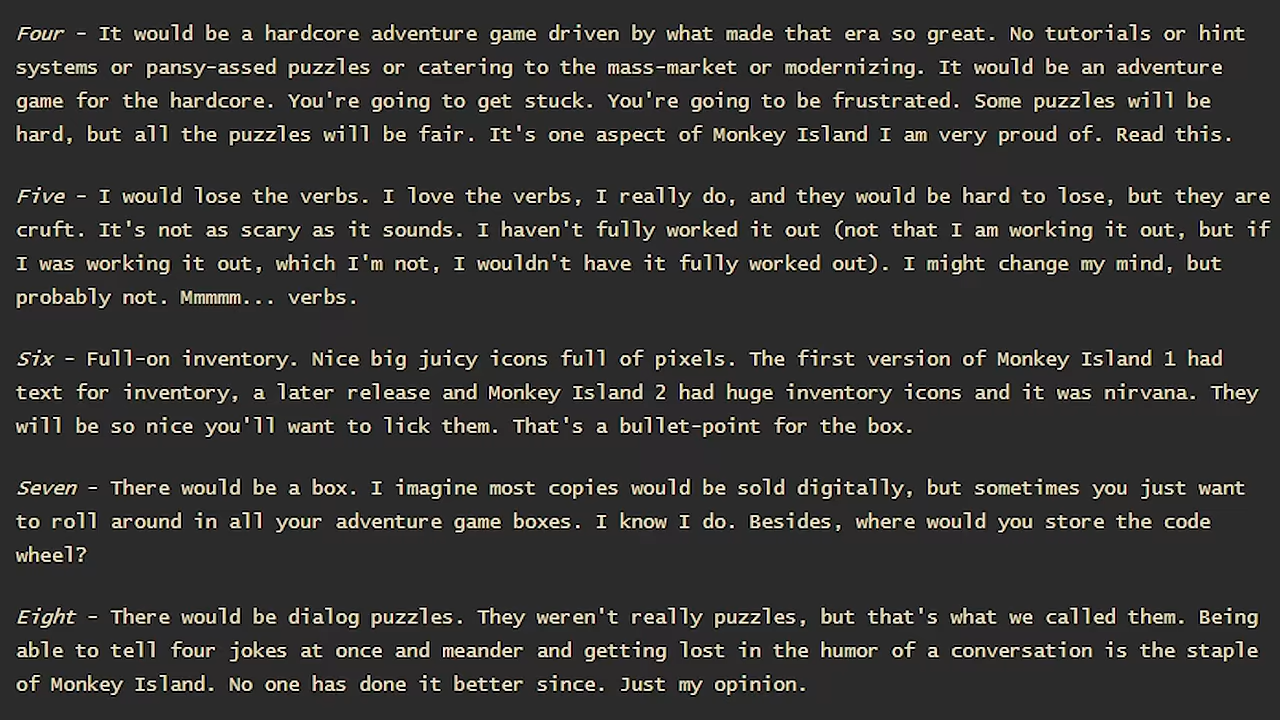 Four - It would be a hardcore adventure game driven by what made that era so great. No tutorials or hint
systems or pansy-assed puzzles or catering to the mass-market or modernizing. It would be an adventure
game for the hardcore. You're going to get stuck. You're going to be frustrated. Some puzzles will be
hard, but all the puzzles will be fair. It's one aspect of Monkey Island I am very proud of. Read this.
Five - I would lose the verbs. I love the verbs, I really do, and they would be hard to lose, but they are
cruft. It's not as scary as it sounds. I haven't fully worked it out (not that I am working it out, but if
I was working it out, which I'm not, I wouldn't have it fully worked out). I might change my mind, but
probably not. Mmmmm... verbs.
Six - Full-on inventory. Nice big juicy icons full of pixels. The first version of Monkey Island 1 had
text for inventory, a later release and Monkey Island 2 had huge inventory icons and it was nirvana. They
will be so nice you'll want to lick them. That's a bullet-point for the box.
Seven - There would be a box. I imagine most copies would be sold digitally, but sometimes you just want
to roll around in all your adventure game boxes. I know I do. Besides, where would you store the code
wheel?
Eight - There would be dialog puzzles. They weren't really puzzles, but that's what we called them. Being
able to tell four jokes at once and meander and getting lost in the humor of a conversation is the staple
of Monkey Island. No one has done it better since. Just my opinion.